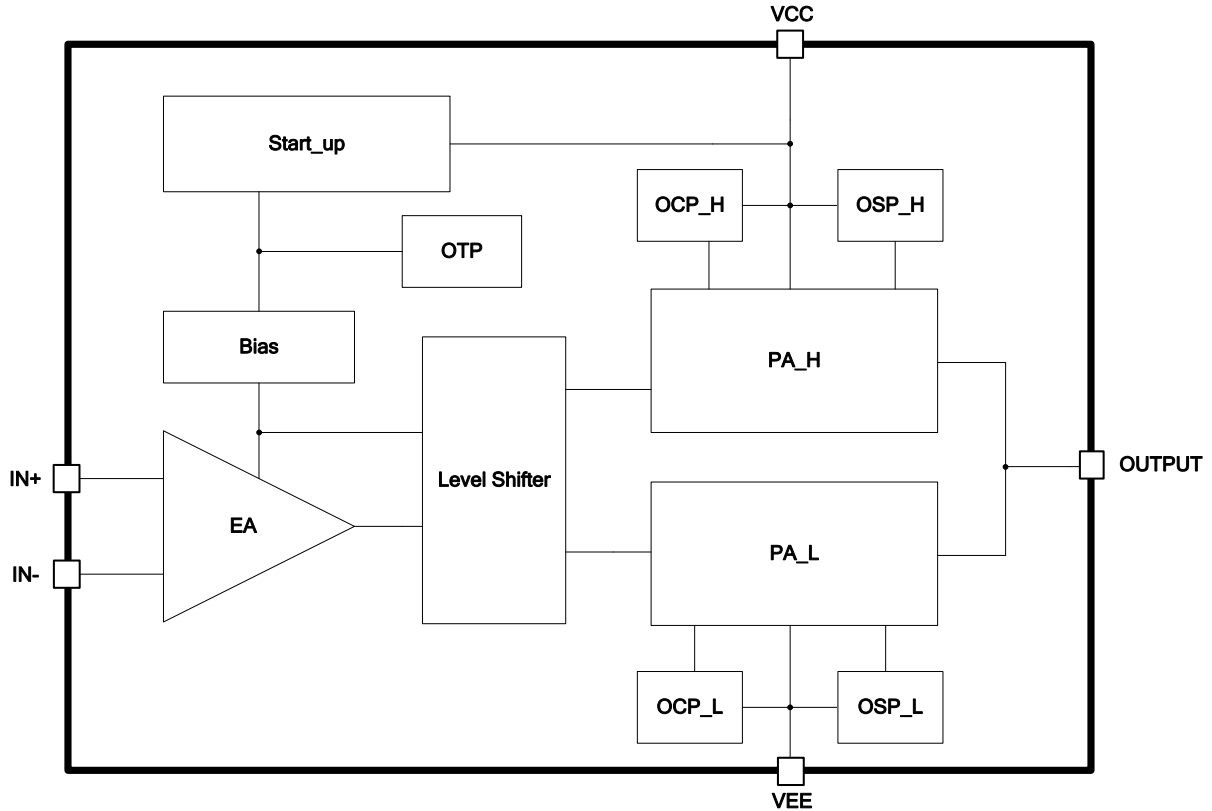 VCC
Start_up
OCP_H
OSP_H
OTP
Bias
PA_H
IN+
Level Shifter
OUTPUT
EA
PA_L
IN-
OCP_L
OSP_L
VEE